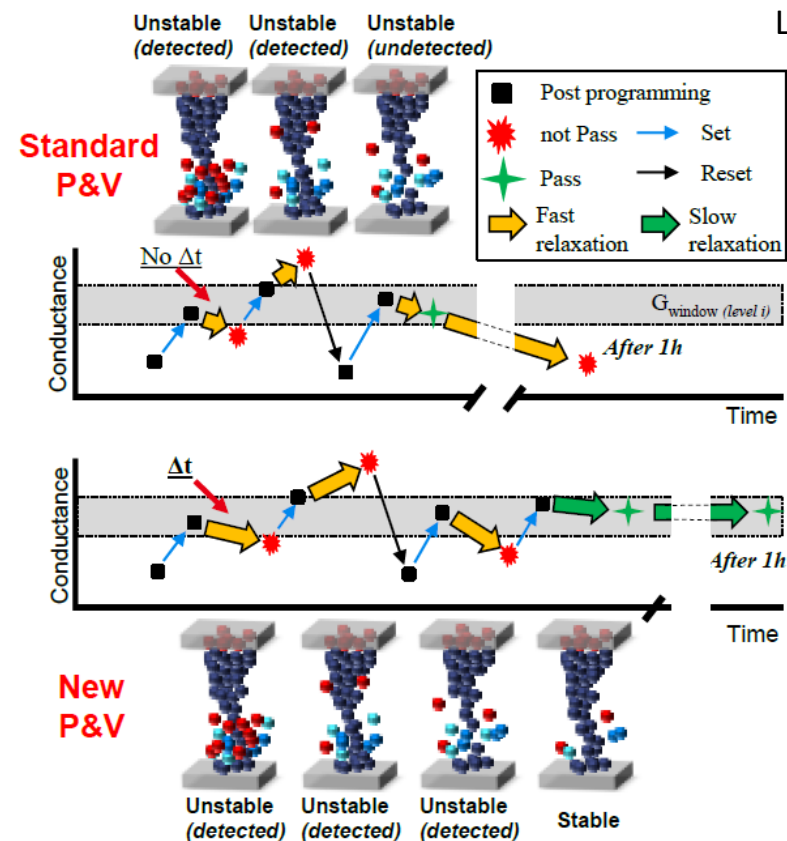 L
Unstable
(detected)
Unstable
(detected)
Unstable
(undetected)
Standard
P&V
Post programming
not Pass
Set
Pass
Reset
Fast
relaxation
Slow
relaxation
No Δt
Conductance
G window (level i)
After 1h
Time
Δt
Conductance
After 1h
Time
New
P&V
Unstable
(detected)
Unstable
(detected)
Unstable
(detected)
Stable